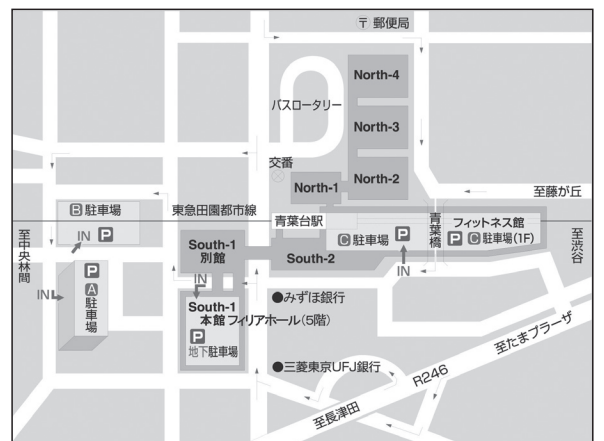 〒 郵便局
North-4
バスロータリー
North-3
交番
North-1
North-2
至藤が丘
B 駐車場
IN P
東急田園都市線
青葉台駅
青葉橋
フィットネス館
P C 駐車場(1F)
至中央林間
South-1
別館
South-2
C 駐車場 P
IN
至渋谷
P
A
駐車場
IN
IN
South-1
本館 フィリアホール(5階)
P
地下駐車場
●みずほ銀行
●三菱東京UFJ銀行
至たまプラーザ
R246
至長津田